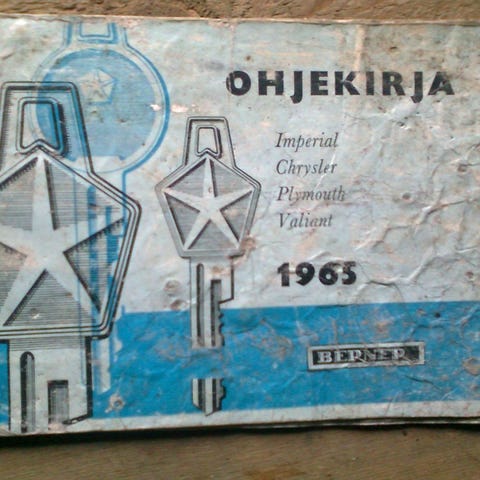 OHJEKIRJA
Imperial
Chrysler
Plymouth
Valiant
1965
BERNER